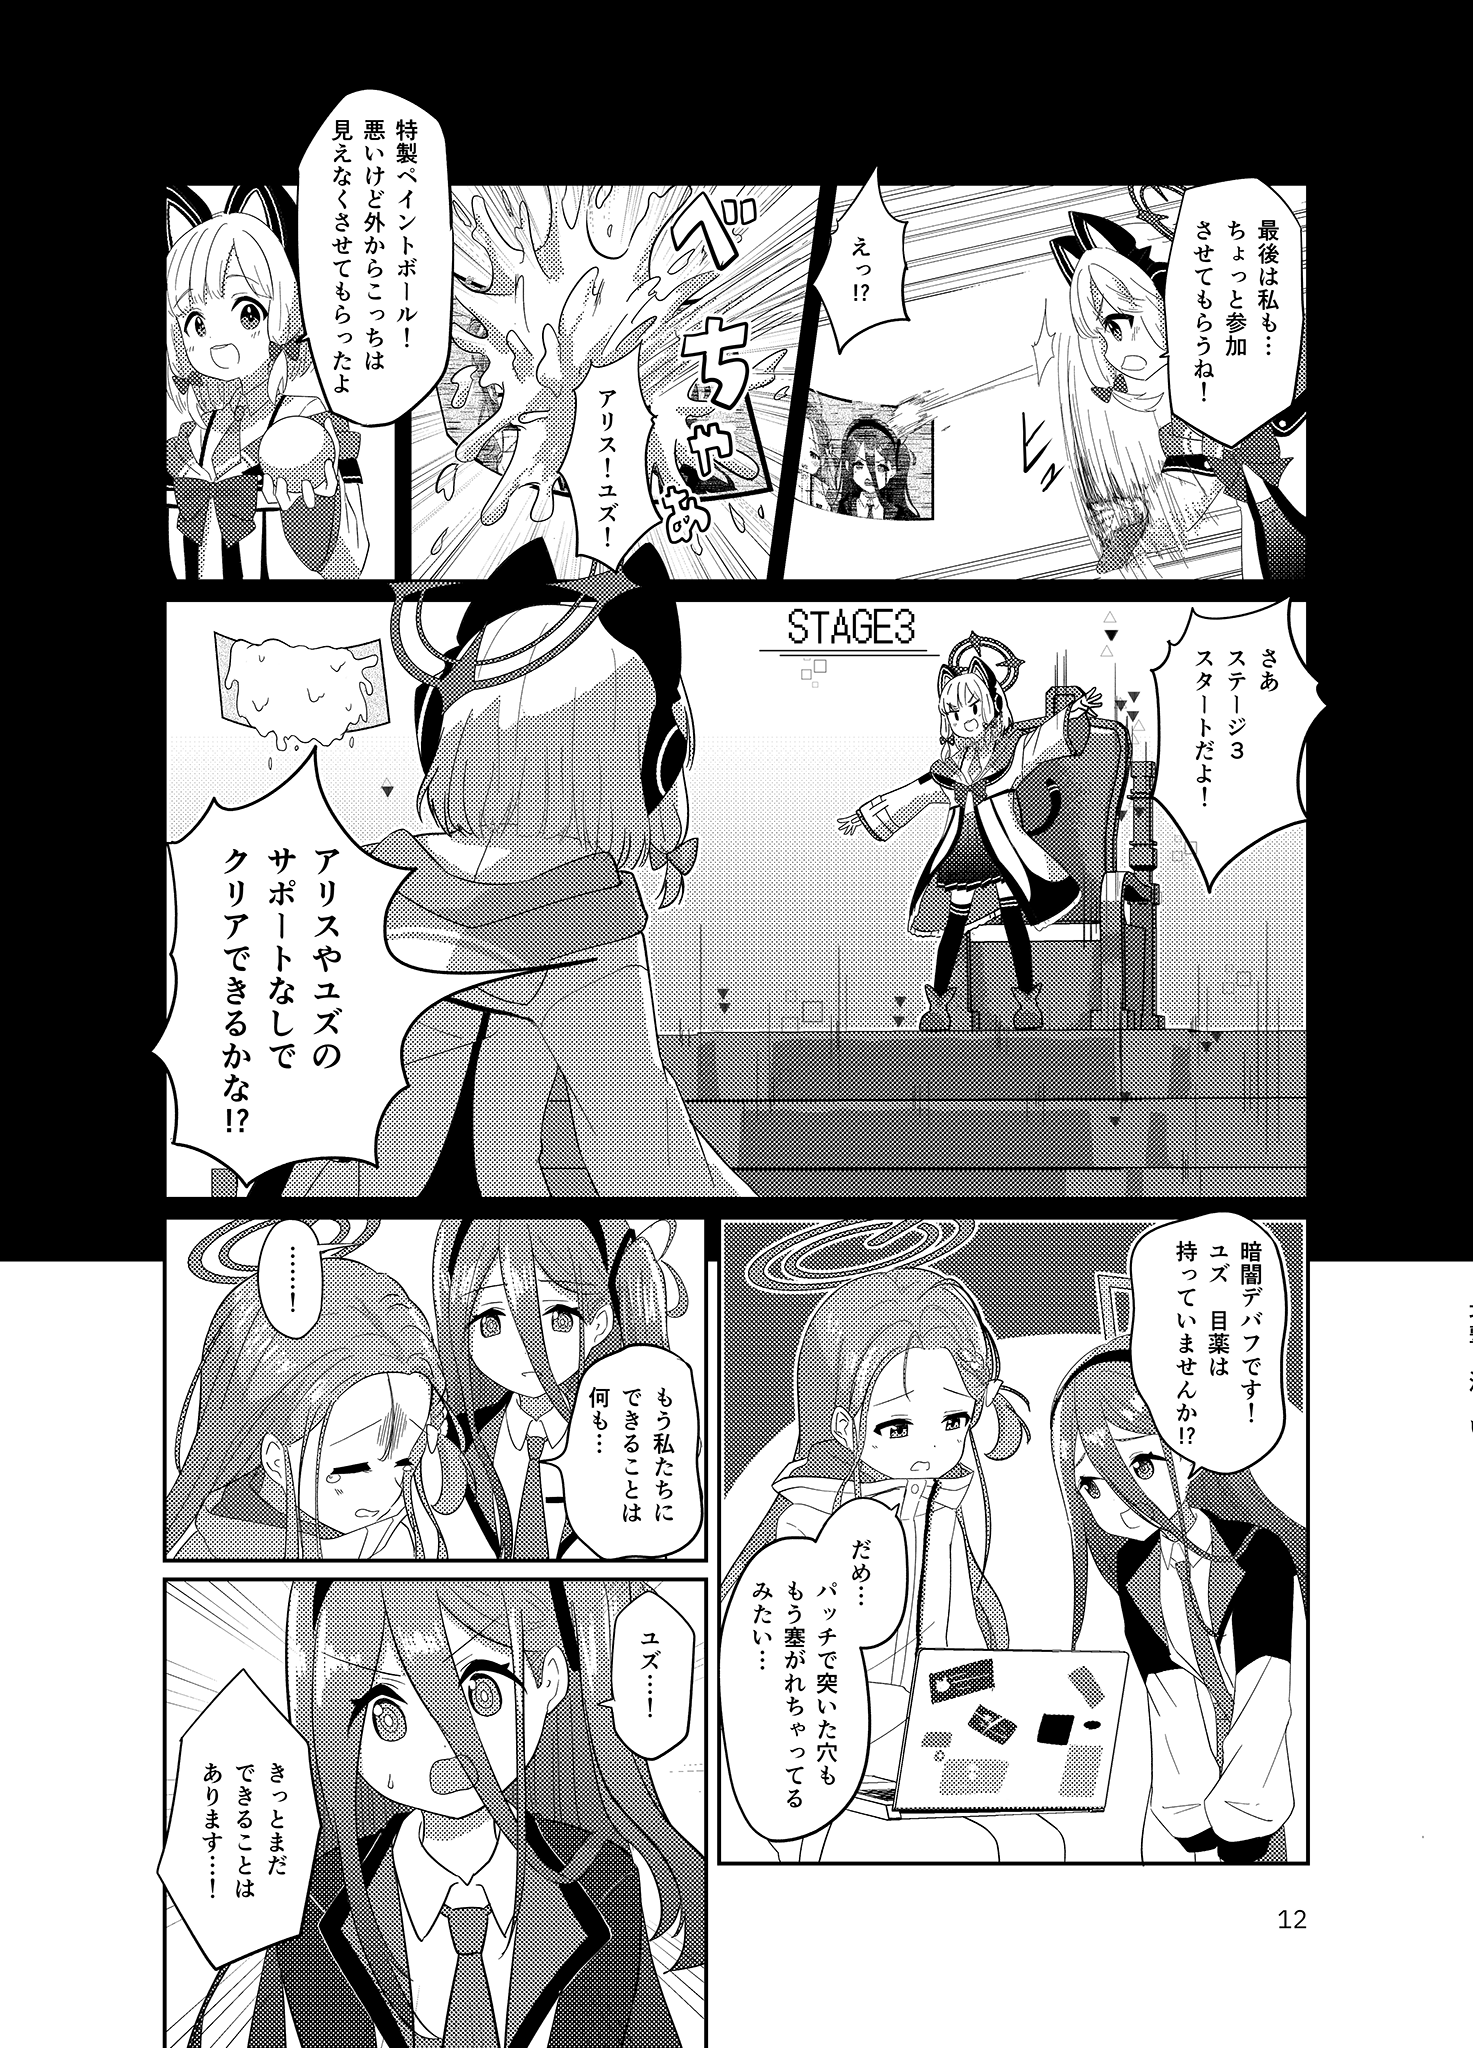 最後は私も…
ちょっと参加
させてもらうね!
ビシ
えっ!?
べちゃあ
アリス!ユズ!
特製ペイントボール!
悪いけど外からこっちは
見えなくさせてもらったよ
STAGE3
さあ
ステージ3
スタートだよ!
アリスやユズの
サポートなしで
クリアできるかな!?
暗闇デバフです!
ユズ 目薬は
持っていませんか!?
だめ…
パッチで突いた穴も
もう塞がれちゃってる
みたい…
もう私たちに
できることは
何も…
……!
ユズ…!
きっとまだ
できることは
あります…!
12